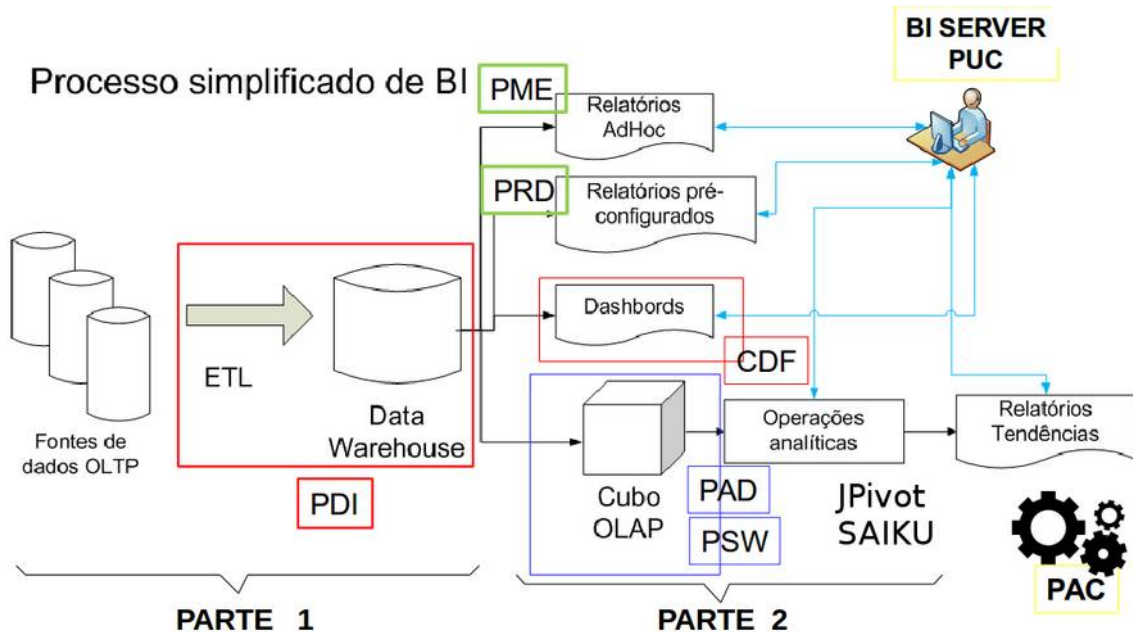 BI SERVER
PUC
Processo simplificado de BI
PME
Relatórios
AdHoc
PRD
Relatórios pré-
configurados
Dashbords
CDF
ETL
Data
Warehouse
Fontes de
dados OLTP
PDI
Cubo
OLAP
PAD
PSW
Operações
analíticas
JPivot
SAIKU
Relatórios
Tendências
PAC
PARTE 1
PARTE 2